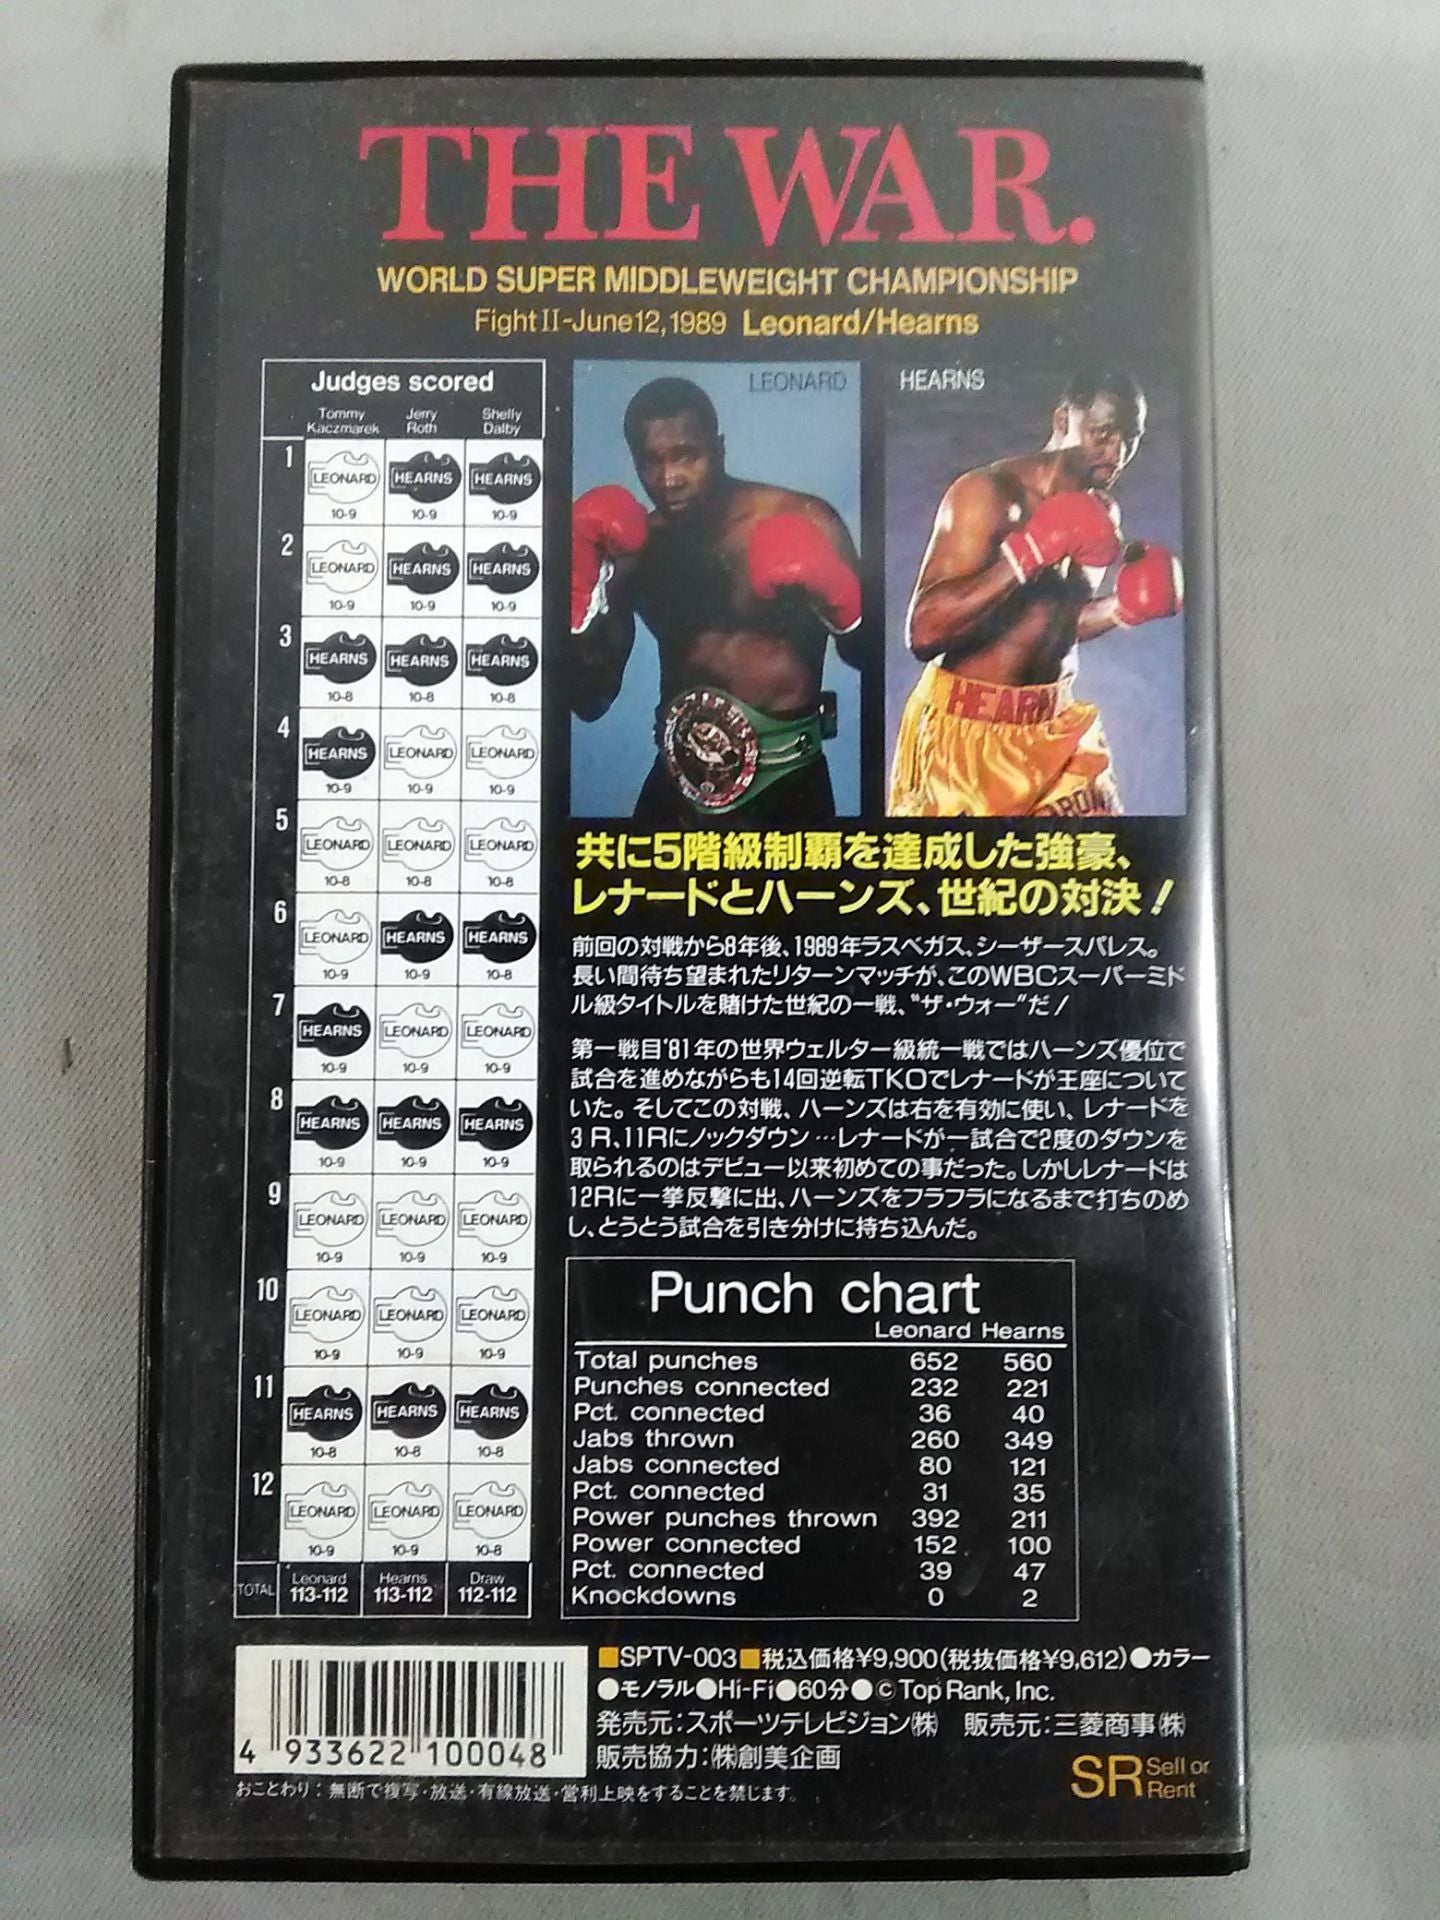 THE WAR.
WORLD SUPER MIDDLEWEIGHT CHAMPIONSHIP
Fight II-June12,1989 Leonard/Hearns
Judges scored
Tommy Kaczmarek Jerry Roth Shelly Dalby
1 LEONARD 10-9 HEARNS 10-9 HEARNS 10-9
2 LEONARD 10-9 HEARNS 10-9 HEARNS 10-9
3 HEARNS 10-8 HEARNS 10-8 HEARNS 10-8
4 HEARNS 10-9 LEONARD 10-9 LEONARD 10-9
5 LEONARD 10-8 LEONARD 10-8 LEONARD 10-8
6 LEONARD 10-9 HEARNS 10-9 HEARNS 10-8
7 HEARNS 10-9 LEONARD 10-9 LEONARD 10-9
8 HEARNS 10-9 HEARNS 10-9 HEARNS 10-9
9 LEONARD 10-9 LEONARD 10-9 LEONARD 10-9
10 LEONARD 10-9 LEONARD 10-9 LEONARD 10-9
11 HEARNS 10-8 HEARNS 10-8 HEARNS 10-8
12 LEONARD 10-9 LEONARD 10-9 LEONARD 10-8
TOTAL Leonard 113-112 Hearns 113-112 Draw 112-112
LEONARD
HEARNS
HEARN
共に5階級制覇を達成した強豪、
レナードとハーンズ、世紀の対決!
前回の対戦から8年後、1989年ラスベガス、シーザースパレス。
長い間待ち望まれたリターンマッチが、このWBCスーパーミド
ル級タイトルを賭けた世紀の一戦、"ザ・ウォー"だ!
第一戦目'81年の世界ウェルター級統一戦ではハーンズ優位で
試合を進めながらも14回逆転TKOでレナードが王座について
いた。そしてこの対戦、ハーンズは右を有効に使い、レナードを
3R、11Rにノックダウン…レナードが一試合で2度のダウンを
取られるのはデビュー以来初めての事だった。しかしレナードは
12Rに一挙反撃に出、ハーンズをフラフラになるまで打ちのめ
し、とうとう試合を引き分けに持ち込んだ。
Punch chart
Leonard Hearns
Total punches 652 560
Punches connected 232 221
Pct. connected 36 40
Jabs thrown 260 349
Jabs connected 80 121
Pct. connected 31 35
Power punches thrown 392 211
Power connected 152 100
Pct. connected 39 47
Knockdowns 0 2
■SPTV-003■税込価格¥9,900(税抜価格¥9,612)●カラー
●モノラル●Hi-Fi●60分●©Top Rank, Inc.
発売元:スポーツテレビジョン㈱ 販売元:三菱商事㈱
販売協力:㈱創美企画
4 933622 100048
おことわり:無断で複写・放送・有線放送・営利上映をすることを禁じます。
SR Sell or Rent